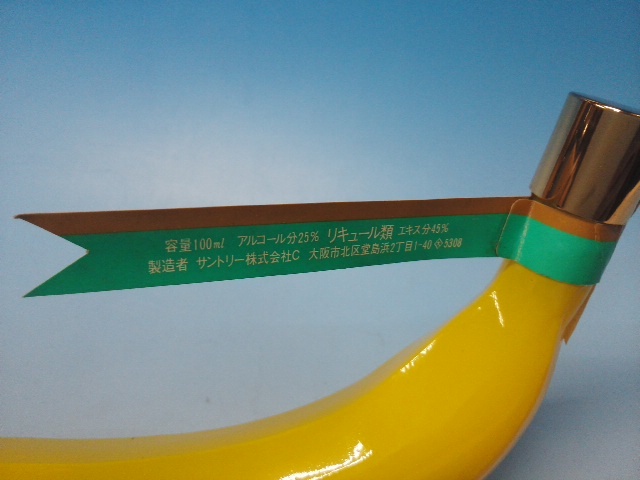 容量100ml アルコール分25% リキュール類 エキス分45%
製造者 サントリー株式会社C 大阪市北区堂島浜2丁目1-40 ※5308